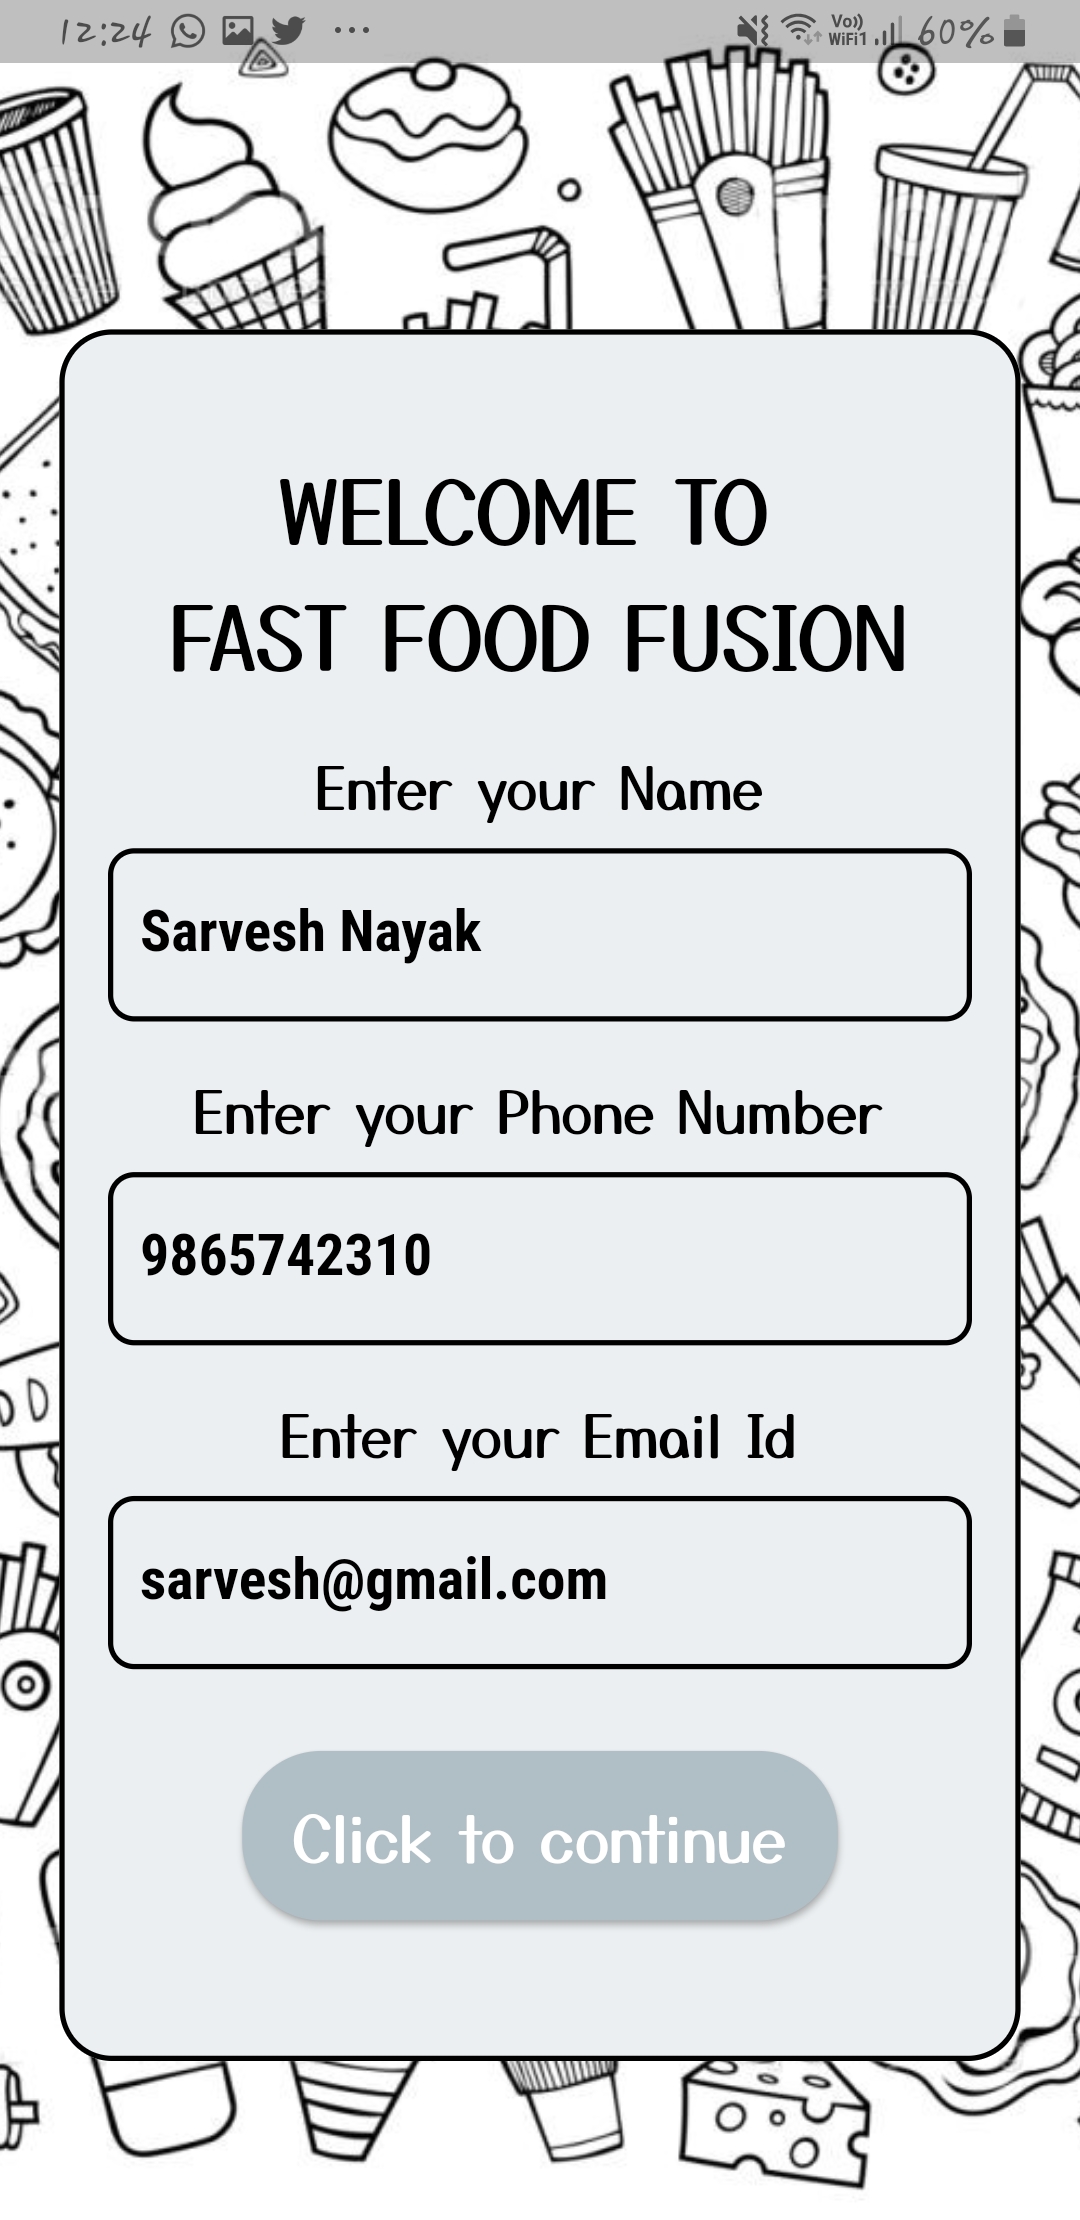 12:24 ... Vo)) WiFi1 60%
WELCOME TO
FAST FOOD FUSION
Enter your Name
Sarvesh Nayak
Enter your Phone Number
9865742310
Enter your Email Id
sarvesh@gmail.com
Click to continue